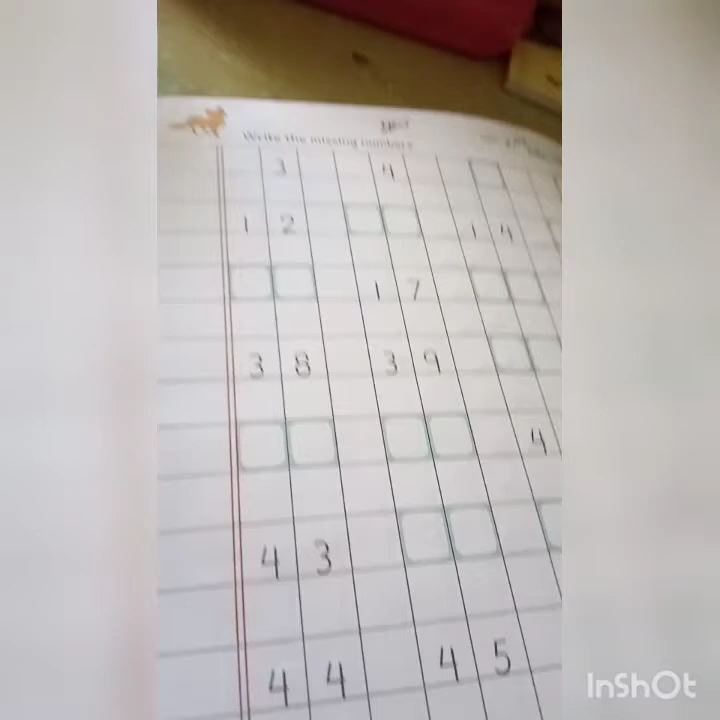 Write the missing numbers
3 4
1 2 1 4
1 7
3 8 3 9
4
4 3
4 4 4 5
InShOt